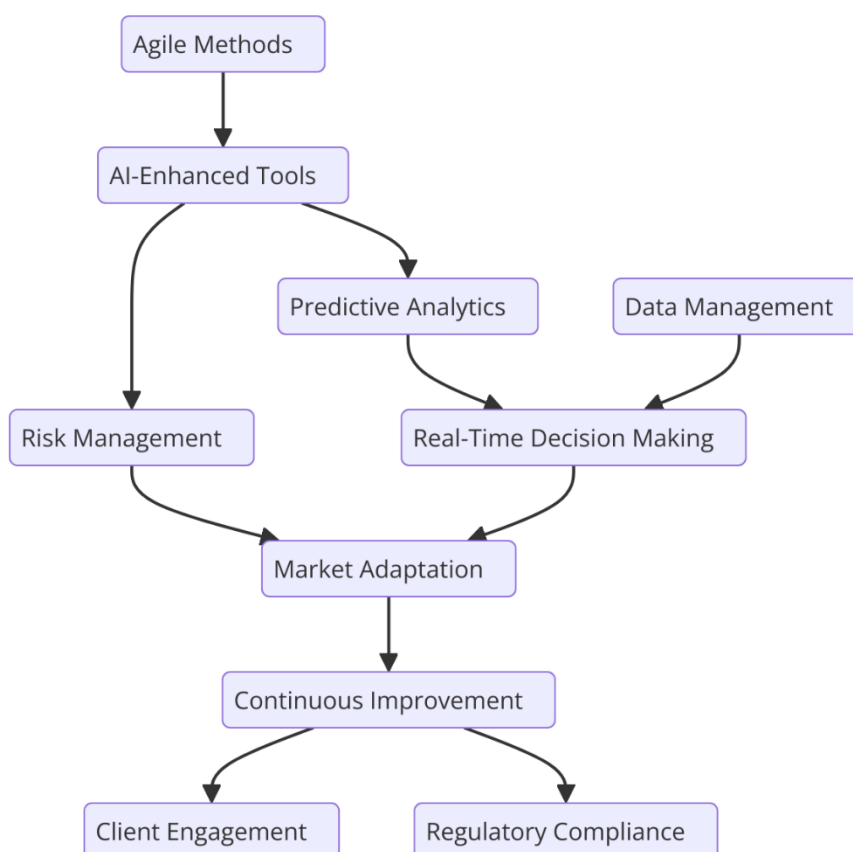 Agile Methods
AI-Enhanced Tools
Predictive Analytics
Data Management
Risk Management
Real-Time Decision Making
Market Adaptation
Continuous Improvement
Client Engagement
Regulatory Compliance